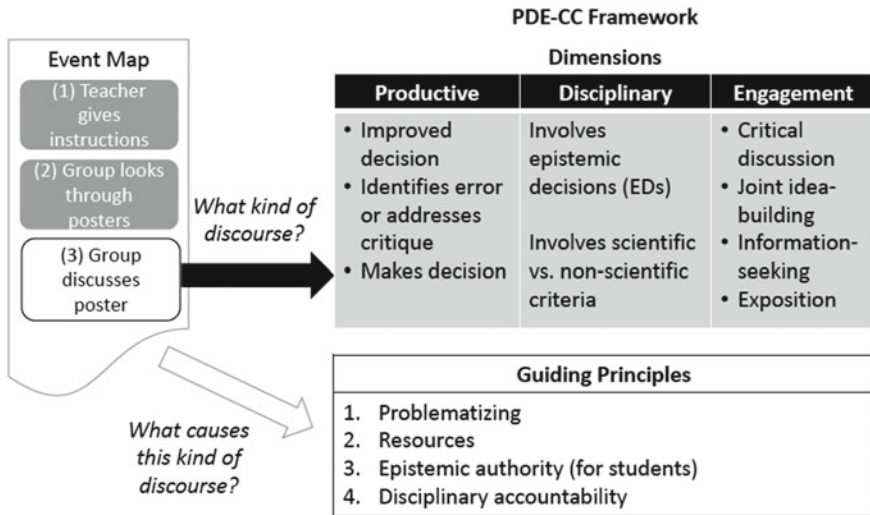 PDE-CC Framework
Event Map
(1) Teacher
gives
instructions
(2) Group looks
through
posters
(3) Group
discusses
poster
What kind of
discourse?
Dimensions
Productive
• Improved
decision
• Identifies error
or addresses
critique
• Makes decision
Disciplinary
Involves
epistemic
decisions (EDs)
Involves scientific
vs. non-scientific
criteria
Engagement
• Critical
discussion
• Joint idea-
building
• Information-
seeking
• Exposition
What causes
this kind of
discourse?
Guiding Principles
1. Problematizing
2. Resources
3. Epistemic authority (for students)
4. Disciplinary accountability